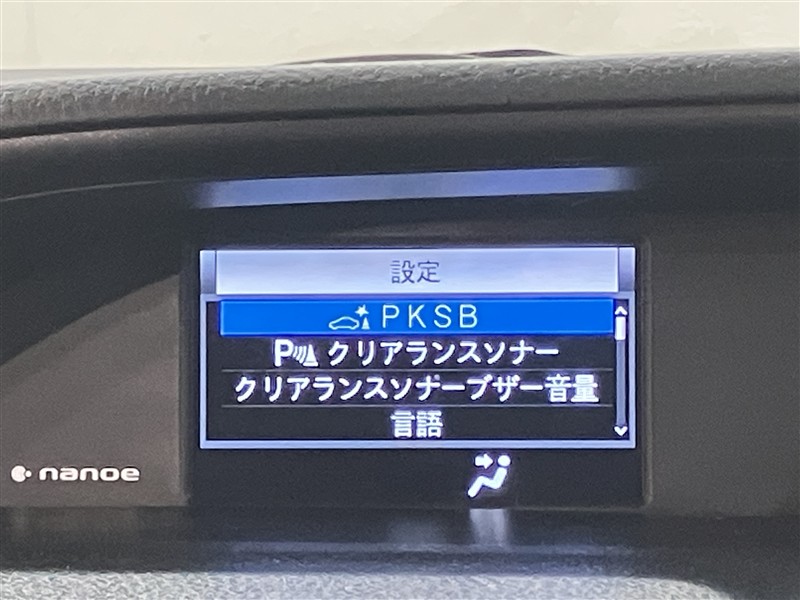 設定
PKSB
P クリアランスソナー
クリアランスソナーブザー音量
言語
nanoe